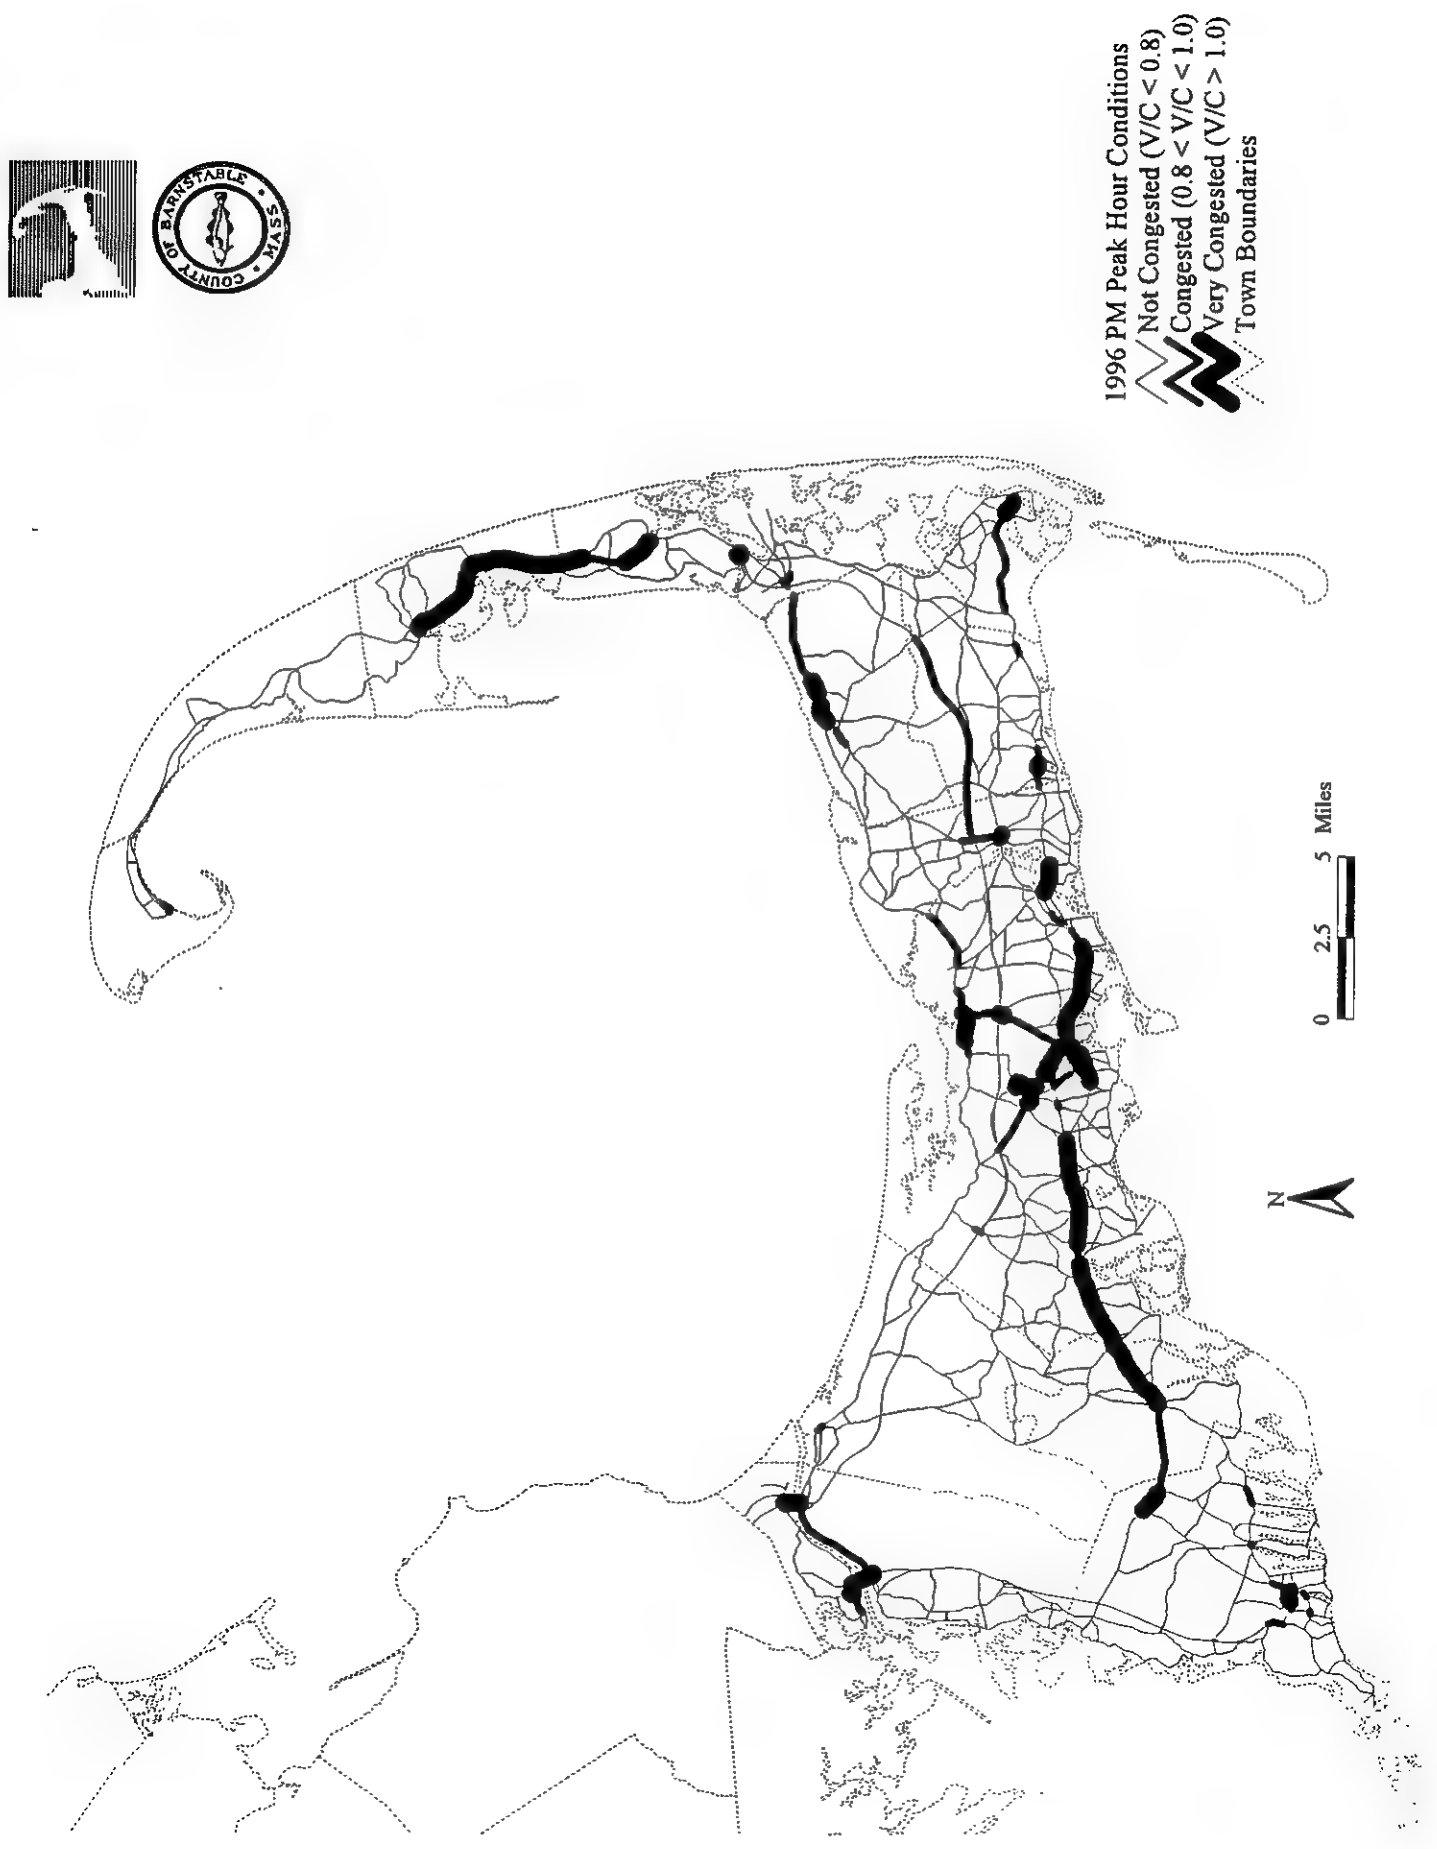 COUNTY OF BARNSTABLE • MASS •
1996 PM Peak Hour Conditions
Not Congested (V/C < 0.8)
Congested (0.8 < V/C < 1.0)
Very Congested (V/C > 1.0)
Town Boundaries
N
0 2.5 5 Miles